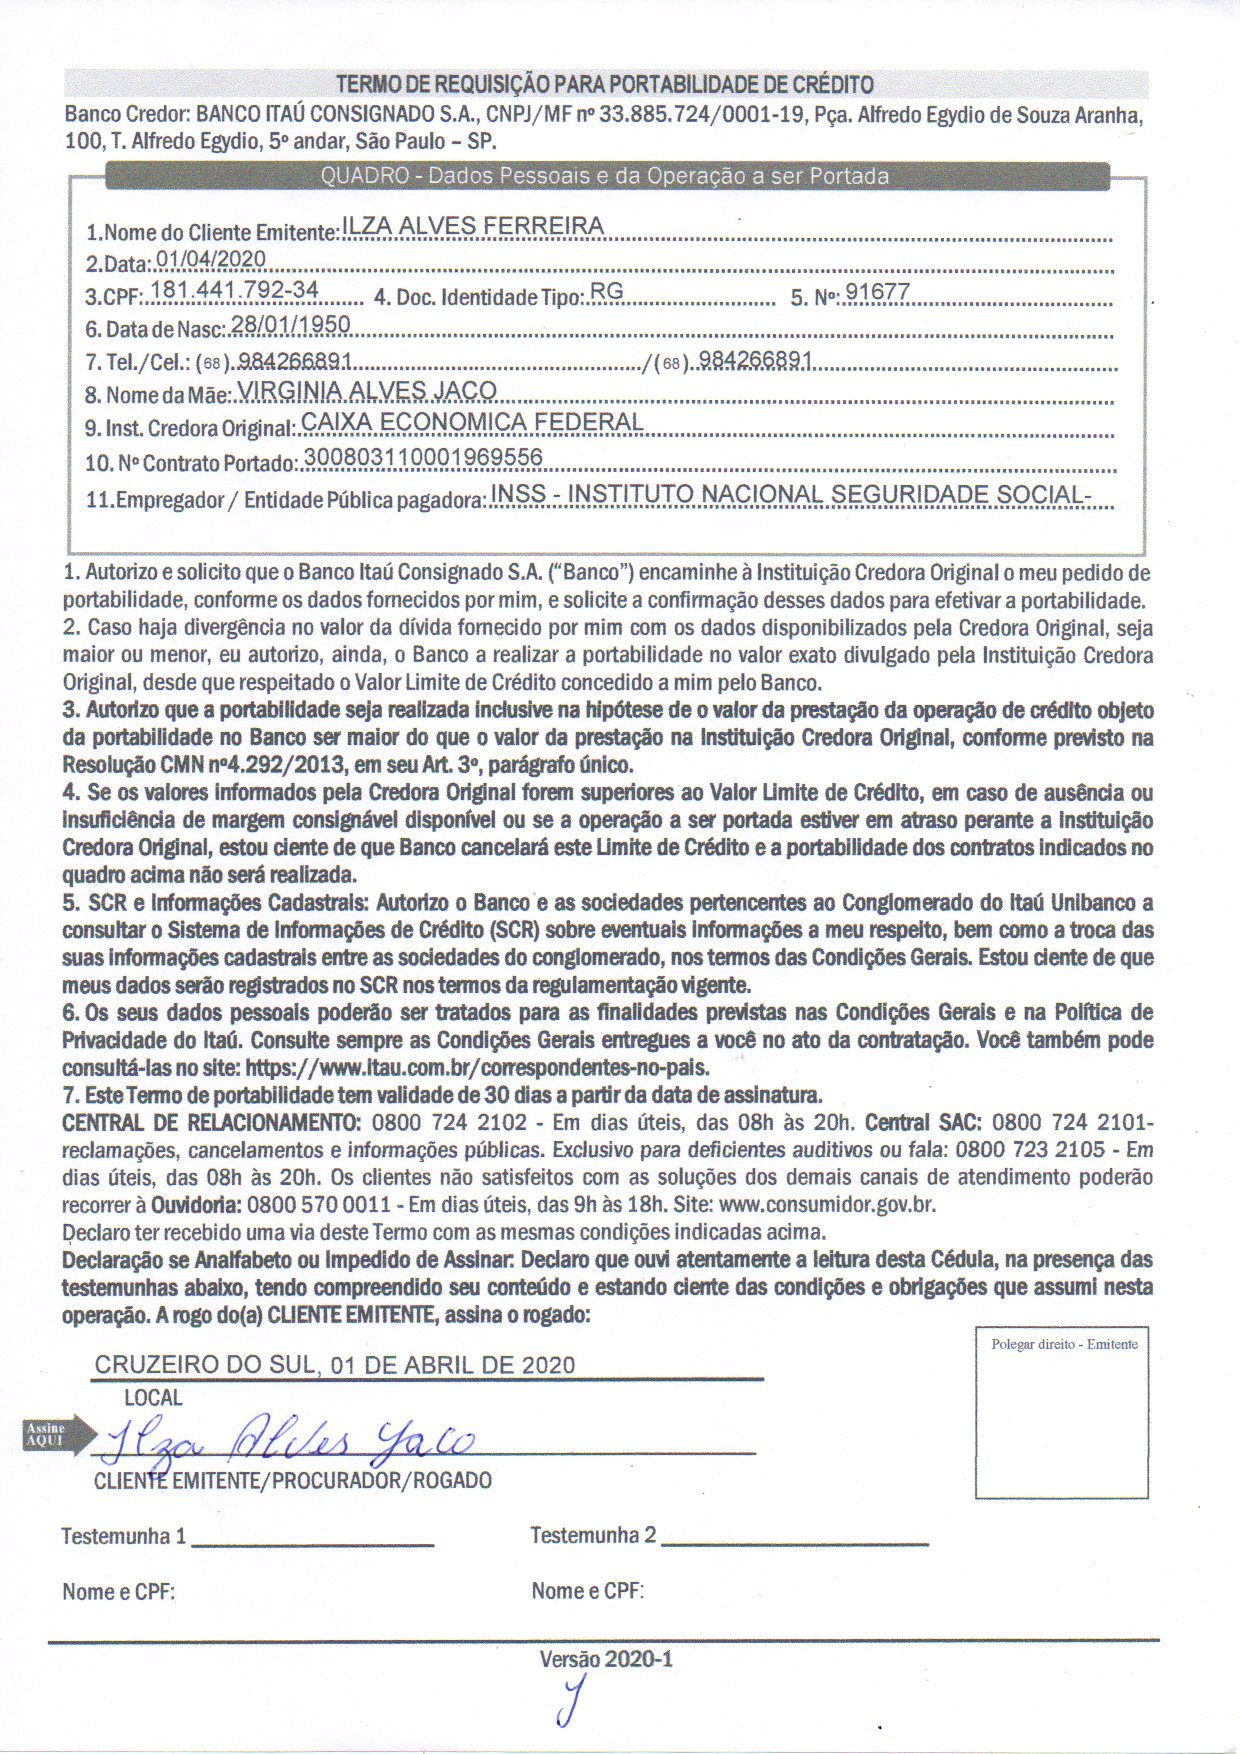 TERMO DE REQUISIÇÃO PARA PORTABILIDADE DE CRÉDITO
Banco Credor: BANCO ITAÚ CONSIGNADO S.A., CNPJ/MF nº 33.885.724/0001-19, Pça. Alfredo Egydio de Souza Aranha,
100, T. Alfredo Egydio, 5º andar, São Paulo – SP.
QUADRO - Dados Pessoais e da Operação a ser Portada
1.Nome do Cliente Emitente: ILZA ALVES FERREIRA
2.Data: 01/04/2020
3.CPF: 181.441.792-34 4. Doc. Identidade Tipo: RG 5. Nº: 91677
6. Data de Nasc: 28/01/1950
7. Tel./Cel.: (68) 984266891 /(68) 984266891
8. Nome da Mãe: VIRGINIA ALVES JACO
9. Inst. Credora Original: CAIXA ECONOMICA FEDERAL
10. Nº Contrato Portado: 300803110001969556
11.Empregador / Entidade Pública pagadora: INSS - INSTITUTO NACIONAL SEGURIDADE SOCIAL-
1. Autorizo e solicito que o Banco Itaú Consignado S.A. (“Banco”) encaminhe à Instituição Credora Original o meu pedido de
portabilidade, conforme os dados fornecidos por mim, e solicite a confirmação desses dados para efetivar a portabilidade.
2. Caso haja divergência no valor da dívida fornecido por mim com os dados disponibilizados pela Credora Original, seja
maior ou menor, eu autorizo, ainda, o Banco a realizar a portabilidade no valor exato divulgado pela Instituição Credora
Original, desde que respeitado o Valor Limite de Crédito concedido a mim pelo Banco.
3. Autorizo que a portabilidade seja realizada inclusive na hipótese de o valor da prestação da operação de crédito objeto
da portabilidade no Banco ser maior do que o valor da prestação na Instituição Credora Original, conforme previsto na
Resolução CMN nº4.292/2013, em seu Art. 3º, parágrafo único.
4. Se os valores informados pela Credora Original forem superiores ao Valor Limite de Crédito, em caso de ausência ou
insuficiência de margem consignável disponível ou se a operação a ser portada estiver em atraso perante a Instituição
Credora Original, estou ciente de que Banco cancelará este Limite de Crédito e a portabilidade dos contratos indicados no
quadro acima não será realizada.
5. SCR e Informações Cadastrais: Autorizo o Banco e as sociedades pertencentes ao Conglomerado do Itaú Unibanco a
consultar o Sistema de Informações de Crédito (SCR) sobre eventuais informações a meu respeito, bem como a troca das
suas informações cadastrais entre as sociedades do conglomerado, nos termos das Condições Gerais. Estou ciente de que
meus dados serão registrados no SCR nos termos da regulamentação vigente.
6. Os seus dados pessoais poderão ser tratados para as finalidades previstas nas Condições Gerais e na Política de
Privacidade do Itaú. Consulte sempre as Condições Gerais entregues a você no ato da contratação. Você também pode
consultá-las no site: https://www.itau.com.br/correspondentes-no-pais.
7. Este Termo de portabilidade tem validade de 30 dias a partir da data de assinatura.
CENTRAL DE RELACIONAMENTO: 0800 724 2102 - Em dias úteis, das 08h às 20h. Central SAC: 0800 724 2101-
reclamações, cancelamentos e informações públicas. Exclusivo para deficientes auditivos ou fala: 0800 723 2105 - Em
dias úteis, das 08h às 20h. Os clientes não satisfeitos com as soluções dos demais canais de atendimento poderão
recorrer à Ouvidoria: 0800 570 0011 - Em dias úteis, das 9h às 18h. Site: www.consumidor.gov.br.
Declaro ter recebido uma via deste Termo com as mesmas condições indicadas acima.
Declaração se Analfabeto ou Impedido de Assinar: Declaro que ouvi atentamente a leitura desta Cédula, na presença das
testemunhas abaixo, tendo compreendido seu conteúdo e estando ciente das condições e obrigações que assumi nesta
operação. A rogo do(a) CLIENTE EMITENTE, assina o rogado:
Polegar direito - Emitente
CRUZEIRO DO SUL, 01 DE ABRIL DE 2020
LOCAL
Assine
AQUI
Ilza Alves Jaco
CLIENTE EMITENTE/PROCURADOR/ROGADO
Testemunha 1 Testemunha 2
Nome e CPF: Nome e CPF:
Versão 2020-1